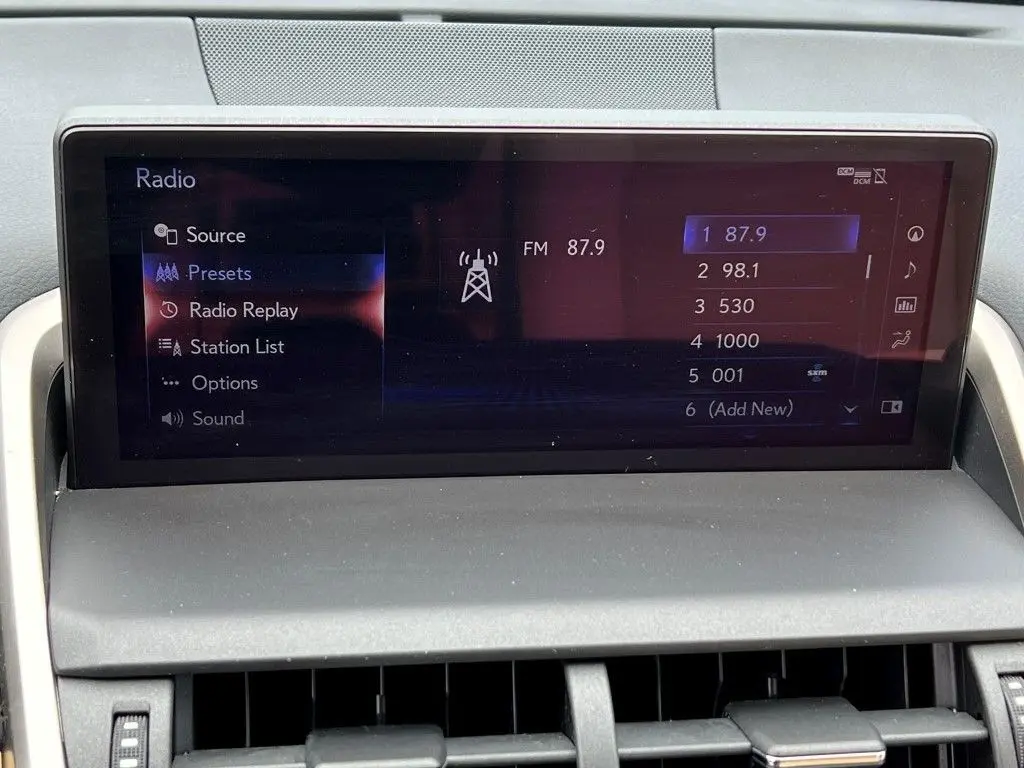 Radio
DCM
DCM
Source
Presets
Radio Replay
Station List
Options
Sound
FM 87.9
1 87.9
2 98.1
3 530
4 1000
5 001 sxm
6 (Add New)